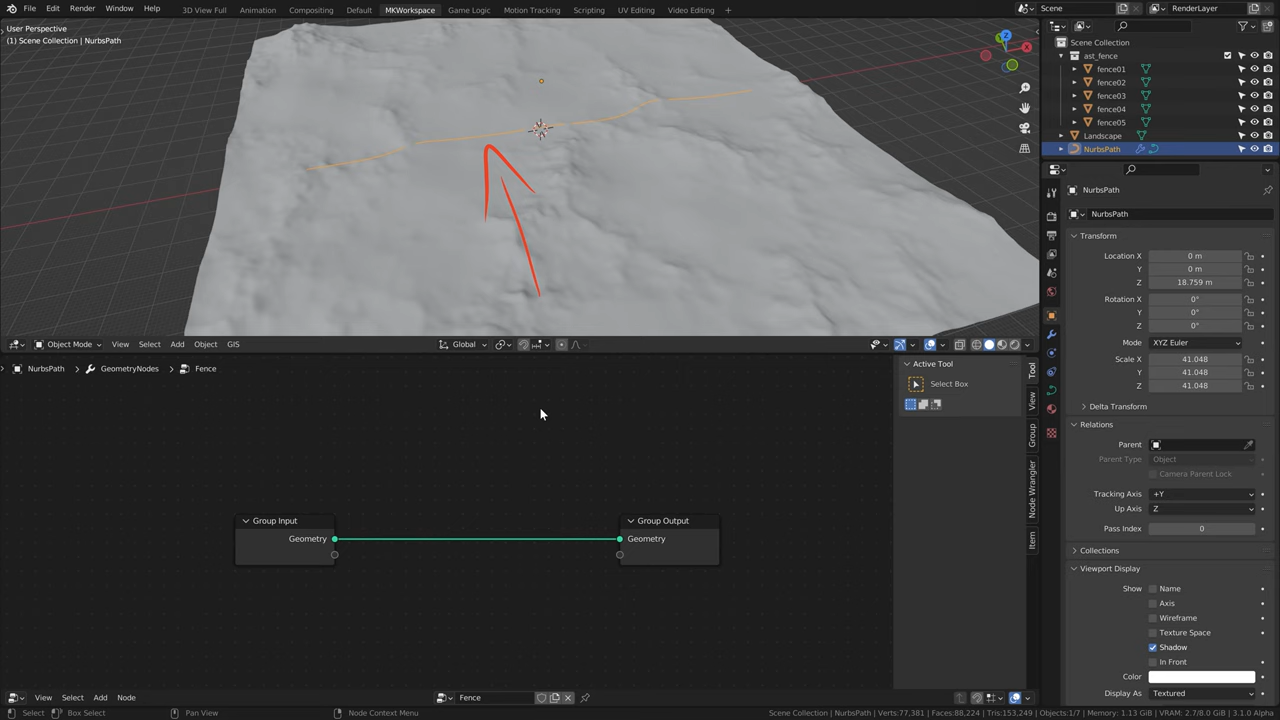 File Edit Render Window Help 3D View Full Animation Compositing Default MKWorkspace Game Logic Motion Tracking Scripting UV Editing Video Editing + Scene RenderLayer
User Perspective
(1) Scene Collection | NurbsPath
Z
X
Scene Collection
ast_fence
fence01
fence02
fence03
fence04
fence05
Landscape
NurbsPath
NurbsPath
NurbsPath
Transform
Location X 0 m
Y 0 m
Z 18.759 m
Rotation X 0°
Y 0°
Z 0°
Mode XYZ Euler
Scale X 41.048
Y 41.048
Z 41.048
Delta Transform
Relations
Parent
Parent Type Object
Camera Parent Lock
Tracking Axis +Y
Up Axis Z
Pass Index 0
Collections
Viewport Display
Show Name
Axis
Wireframe
Texture Space
Shadow
In Front
Color
Display As Textured
Object Mode View Select Add Object GIS Global
NurbsPath > GeometryNodes > Fence
Active Tool
Select Box
Tool
View
Group
Node Wrangler
Item
Group Input
Geometry
Group Output
Geometry
View Select Add Node Fence
Select Box Select Pan View Node Context Menu Scene Collection | NurbsPath | Verts:77,381 | Faces:88,224 | Tris:153,249 | Objects:1/7 | Memory: 1.13 GiB | VRAM: 2.7/8.0 GiB | 3.1.0 Alpha